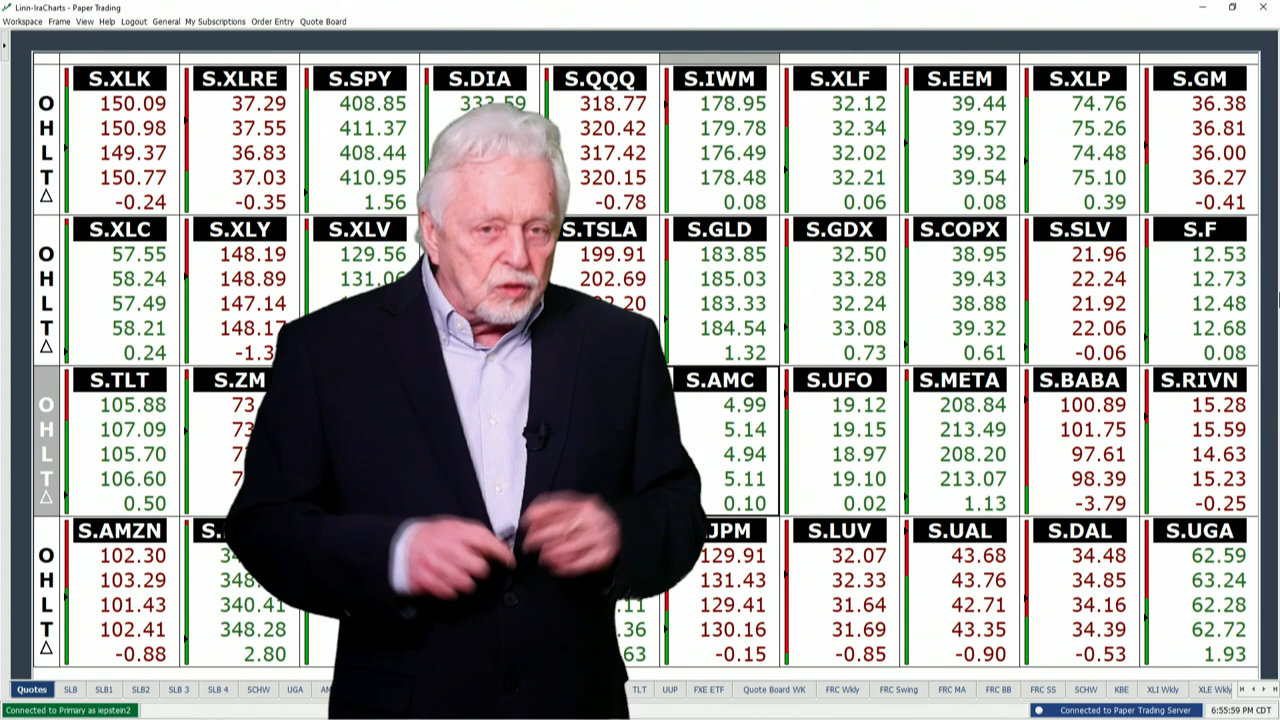 Linn-IraCharts - Paper Trading
Workspace Frame View Help Logout General My Subscriptions Order Entry Quote Board
S.XLK S.XLRE S.SPY S.DIA S.QQQ S.IWM S.XLF S.EEM S.XLP S.GM
O 150.09 37.29 408.85 333.59 318.77 178.95 32.12 39.44 74.76 36.38
H 150.98 37.55 411.37 320.42 179.78 32.34 39.57 75.26 36.81
L 149.37 36.83 408.44 317.42 176.49 32.02 39.32 74.48 36.00
T 150.77 37.03 410.95 320.15 178.48 32.21 39.54 75.10 36.27
△ -0.24 -0.35 1.56 -0.78 0.08 0.06 0.08 0.39 -0.41
S.XLC S.XLY S.XLV S.TSLA S.GLD S.GDX S.COPX S.SLV S.F
O 57.55 148.19 129.56 199.91 183.85 32.50 38.95 21.96 12.53
H 58.24 148.89 131.06 202.69 185.03 33.28 39.43 22.24 12.73
L 57.49 147.14 183.33 32.24 38.88 21.92 12.48
T 58.21 148.17 184.54 33.08 39.32 22.06 12.68
△ 0.24 -1.3 1.32 0.73 0.61 -0.06 0.08
S.TLT S.ZM S.AMC S.UFO S.META S.BABA S.RIVN
O 105.88 73. 4.99 19.12 208.84 100.89 15.28
H 107.09 73 5.14 19.15 213.49 101.75 15.59
L 105.70 4.94 18.97 208.20 97.61 14.63
T 106.60 5.11 19.10 213.07 98.39 15.23
△ 0.50 0.10 0.02 1.13 -3.79 -0.25
S.AMZN S. JPM S.LUV S.UAL S.DAL S.UGA
O 102.30 34 129.91 32.07 43.68 34.48 62.59
H 103.29 348. 131.43 32.33 43.76 34.85 63.24
L 101.43 340.41 .11 129.41 31.64 42.71 34.16 62.28
T 102.41 348.28 .36 130.16 31.69 43.35 34.39 62.72
△ -0.88 2.80 63 -0.15 -0.85 -0.90 -0.53 1.93
Quotes SLB SLB1 SLB2 SLB 3 SLB 4 SCHW UGA TLT UUP FXE ETF Quote Board WK FRC Wkly FRC Swing FRC MA FRC BB FRC SS SCHW KBE XLI Wkly XLE Wkly
Connected to Primary as iepstein2 Connected to Paper Trading Server 6:55:59 PM CDT